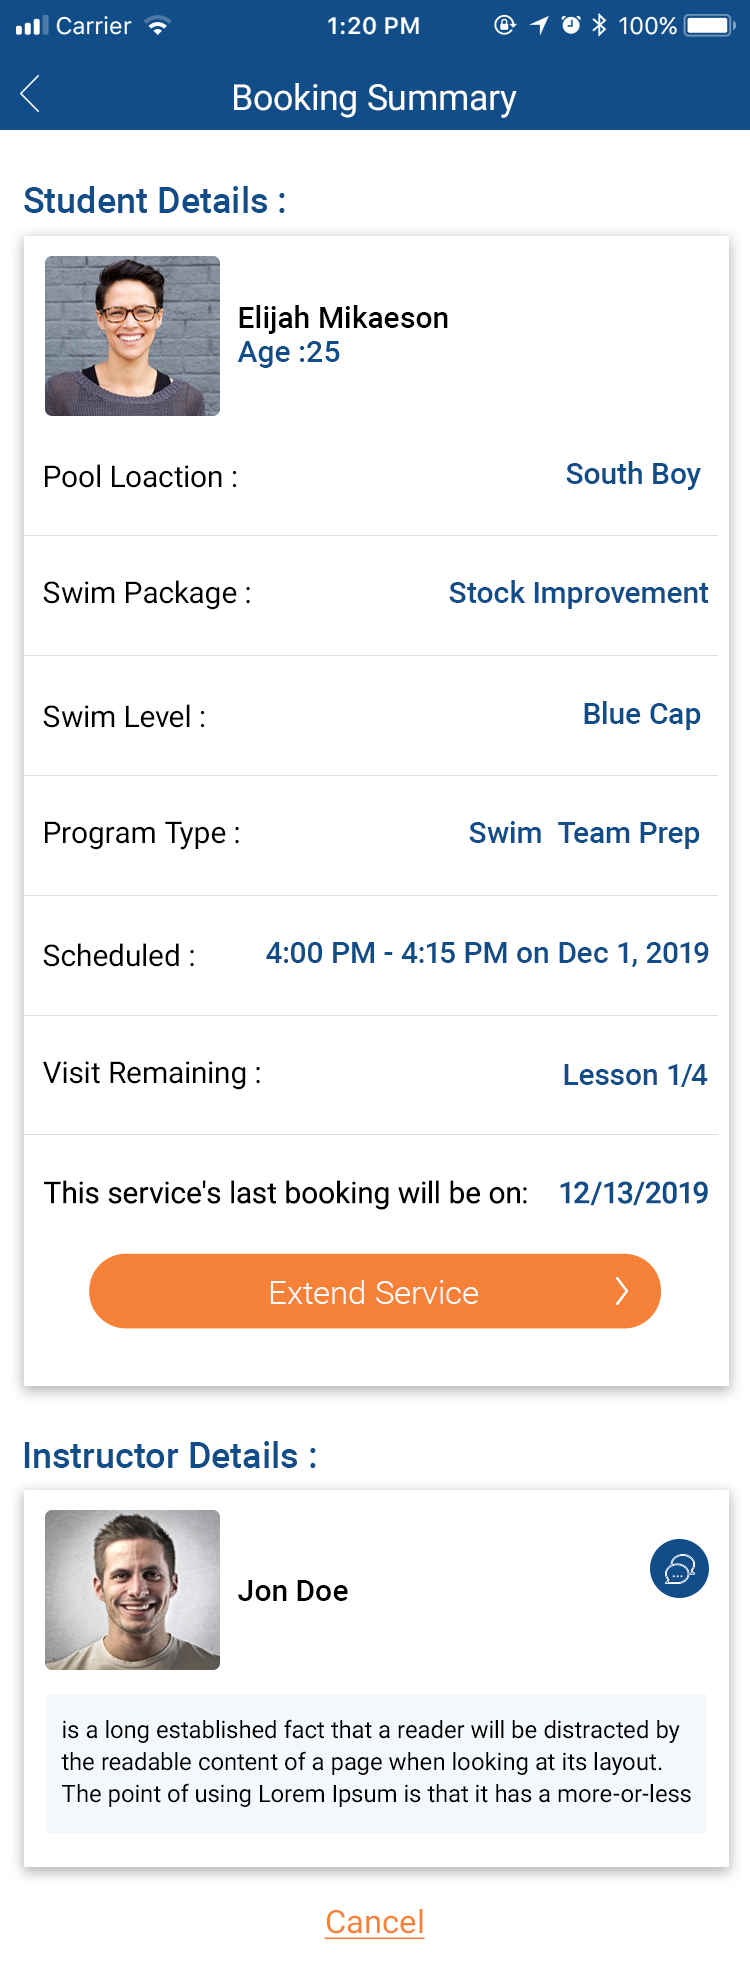 Carrier 1:20 PM 100%
Booking Summary
Student Details :
Elijah Mikaeson
Age :25
Pool Loaction : South Boy
Swim Package : Stock Improvement
Swim Level : Blue Cap
Program Type : Swim  Team Prep
Scheduled : 4:00 PM - 4:15 PM on Dec 1, 2019
Visit Remaining : Lesson 1/4
This service's last booking will be on: 12/13/2019
Extend Service
Instructor Details :
Jon Doe
is a long established fact that a reader will be distracted by
the readable content of a page when looking at its layout.
The point of using Lorem Ipsum is that it has a more-or-less
Cancel